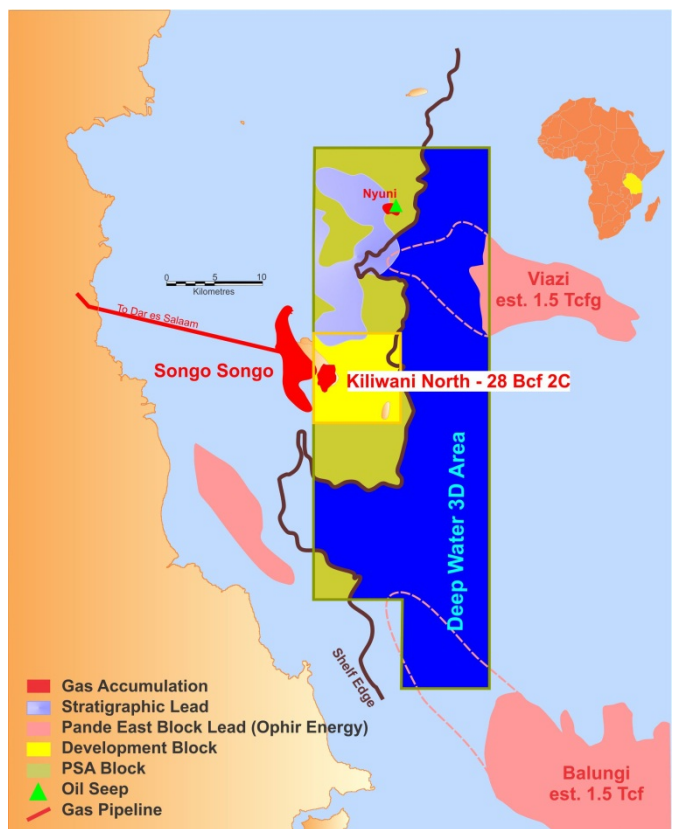 Nyuni
Viazi
est. 1.5 Tcfg
0 5 10
Kilometres
To Dar es Salaam
Songo Songo
Kiliwani North - 28 Bcf 2C
Deep Water 3D Area
Shelf Edge
Gas Accumulation
Stratigraphic Lead
Pande East Block Lead (Ophir Energy)
Development Block
PSA Block
Oil Seep
Gas Pipeline
Balungi
est. 1.5 Tcf